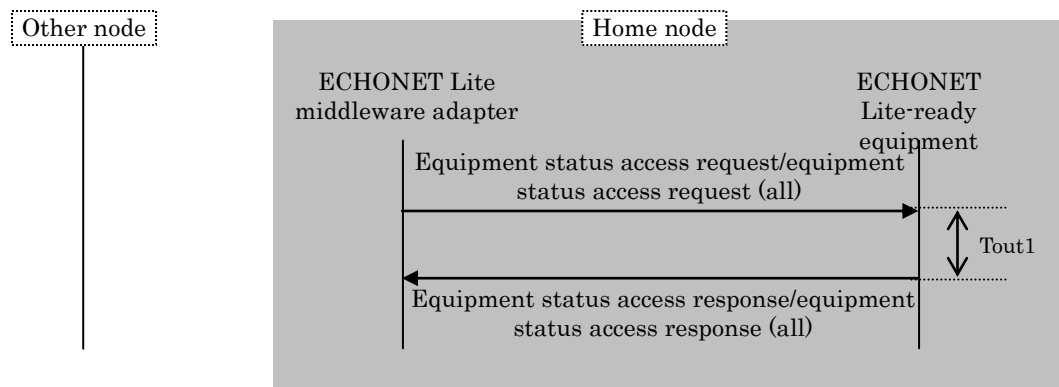 Other node
Home node
ECHONET Lite
middleware adapter
ECHONET
Lite-ready
equipment
Equipment status access request/equipment
status access request (all)
Tout1
Equipment status access response/equipment
status access response (all)